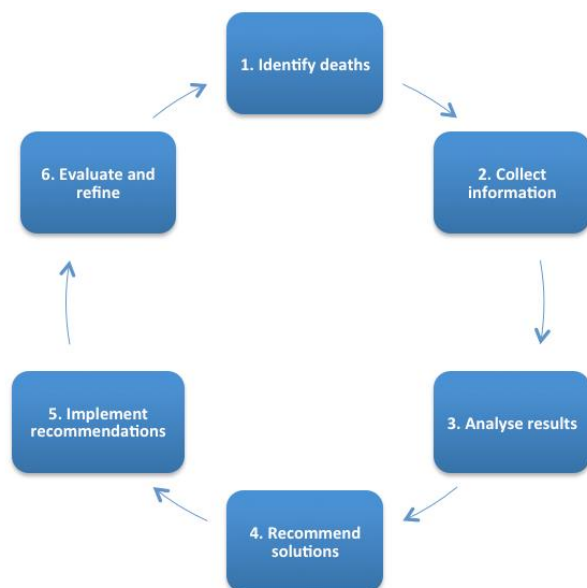 1. Identify deaths
2. Collect
information
3. Analyse results
4. Recommend
solutions
5. Implement
recommendations
6. Evaluate and
refine